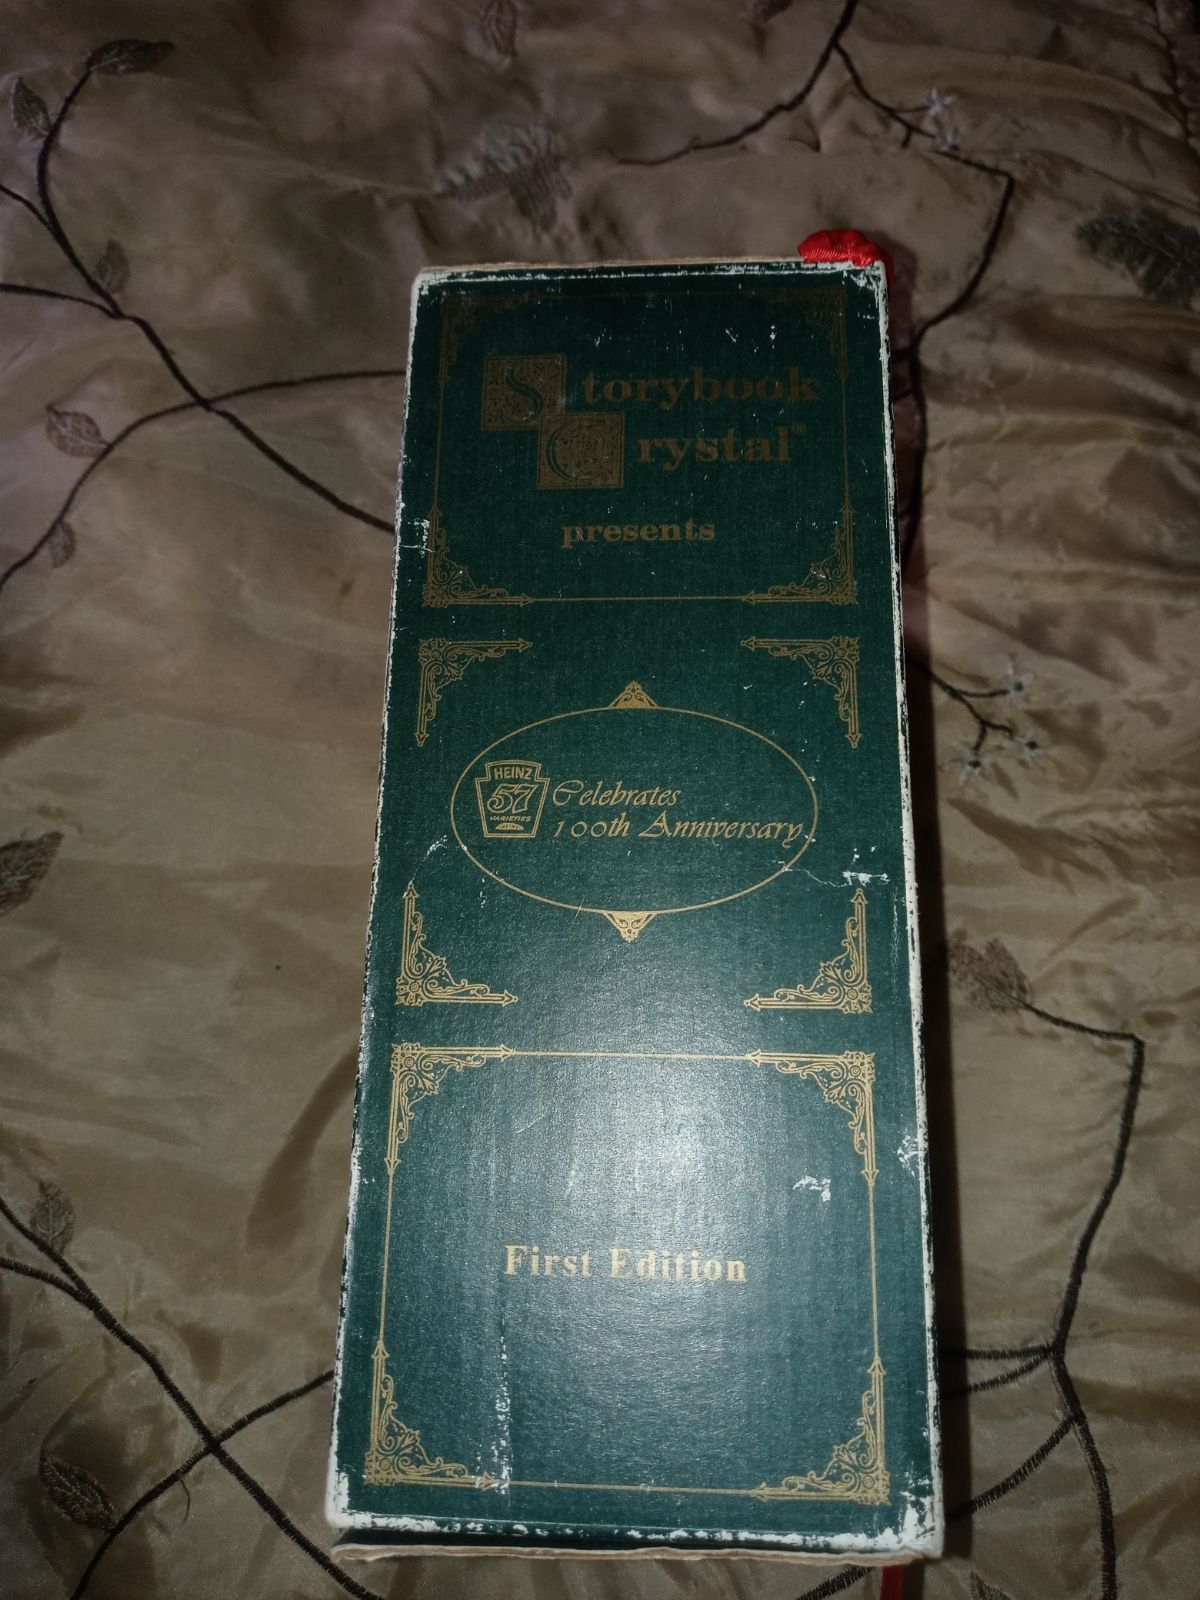 Storybook
Crystal®
presents
HEINZ
57
VARIETIES
Celebrates
100th Anniversary
First Edition